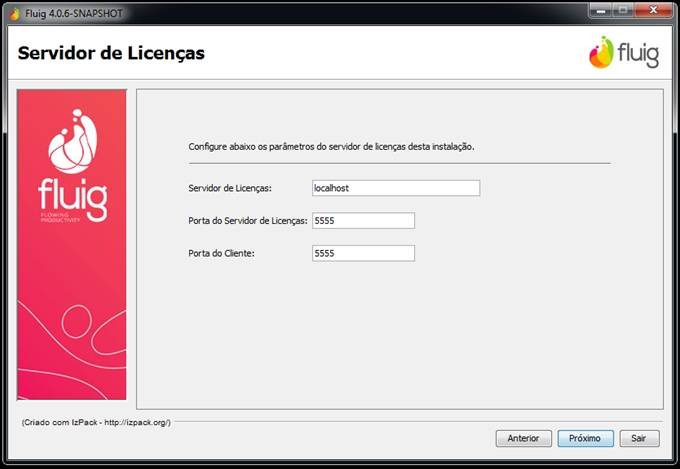 Fluig 4.0.6-SNAPSHOT
Servidor de Licenças
fluig
fluig
FLOWING
PRODUCTIVITY
Configure abaixo os parâmetros do servidor de licenças desta instalação.
Servidor de Licenças: localhost
Porta do Servidor de Licenças: 5555
Porta do Cliente: 5555
(Criado com IzPack - http://izpack.org/)
Anterior Próximo Sair